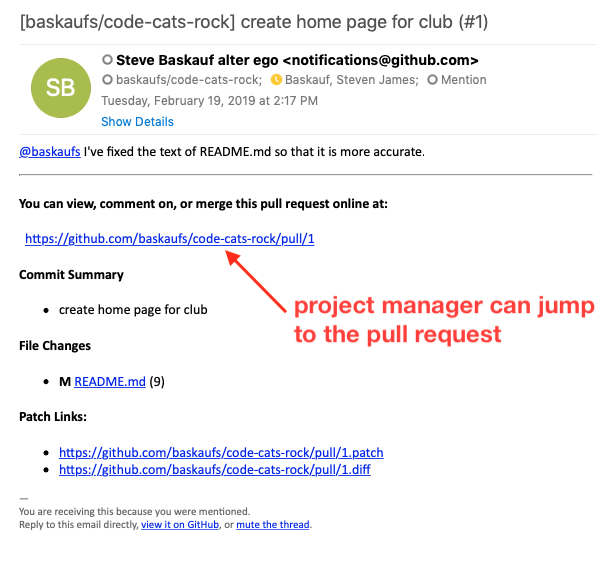 [baskaufs/code-cats-rock] create home page for club (#1)
SB
Steve Baskauf alter ego <notifications@github.com>
baskaufs/code-cats-rock; Baskauf, Steven James; Mention
Tuesday, February 19, 2019 at 2:17 PM
Show Details
@baskaufs I've fixed the text of README.md so that it is more accurate.
You can view, comment on, or merge this pull request online at:
https://github.com/baskaufs/code-cats-rock/pull/1
Commit Summary
• create home page for club
project manager can jump
to the pull request
File Changes
• M README.md (9)
Patch Links:
• https://github.com/baskaufs/code-cats-rock/pull/1.patch
• https://github.com/baskaufs/code-cats-rock/pull/1.diff
—
You are receiving this because you were mentioned.
Reply to this email directly, view it on GitHub, or mute the thread.